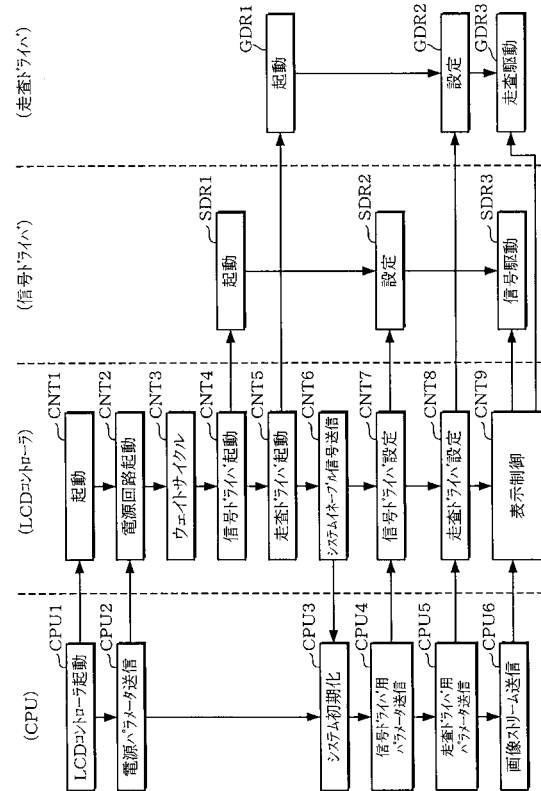 (CPU)
(LCDコントローラ)
(信号ドライバ)
(走査ドライバ)
CPU1
LCDコントローラ起動
CPU2
電源パラメータ送信
CPU3
システム初期化
CPU4
信号ドライバ用
パラメータ送信
CPU5
走査ドライバ用
パラメータ送信
CPU6
画像ストリーム送信
CNT1
起動
CNT2
電源回路起動
CNT3
ウェイトサイクル
CNT4
信号ドライバ起動
CNT5
走査ドライバ起動
CNT6
システムイネーブル信号送信
CNT7
信号ドライバ設定
CNT8
走査ドライバ設定
CNT9
表示制御
SDR1
起動
SDR2
設定
SDR3
信号駆動
GDR1
起動
GDR2
設定
GDR3
走査駆動